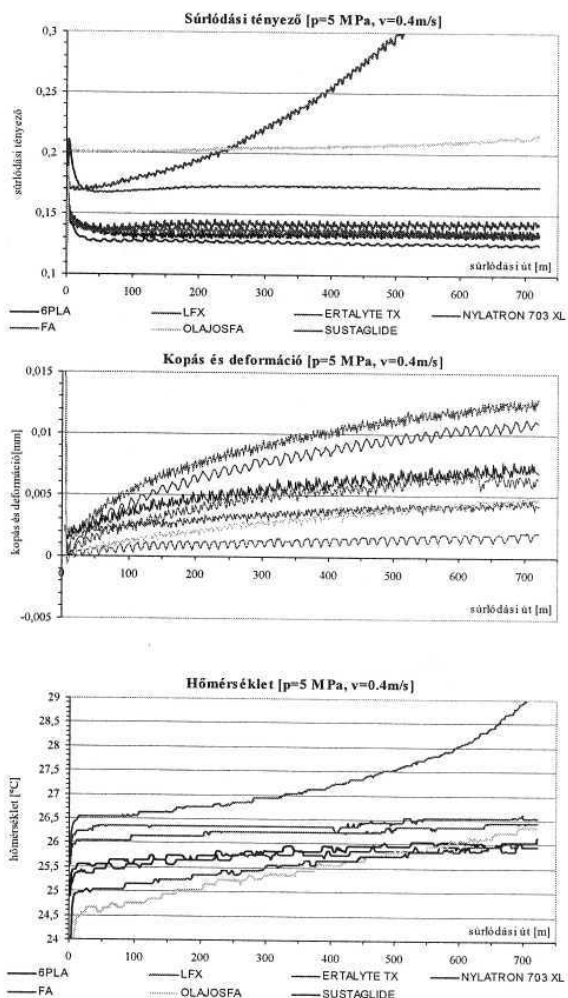 Súrlódási tényező [p=5 MPa, v=0.4m/s]
0,3
0,25
0,2
0,15
0,1
súrlódási tényező
0 100 200 300 400 500 600 700
súrlódási út [m]
6PLA LFX ERTALYTE TX NYLATRON 703 XL
FA OLAJOSFA SUSTAGLIDE
Kopás és deformáció [p=5 MPa, v=0.4m/s]
0,015
0,01
0,005
0
-0,005
kopás és deformáció[mm]
0 100 200 300 400 500 600 700
súrlódási út [m]
Hőmérséklet [p=5 MPa, v=0.4m/s]
29
28,5
28
27,5
27
26,5
26
25,5
25
24,5
24
hőmérséklet [°C]
0 100 200 300 400 500 600 700
súrlódási út [m]
6PLA LFX ERTALYTE TX NYLATRON 703 XL
FA OLAJOSFA SUSTAGLIDE